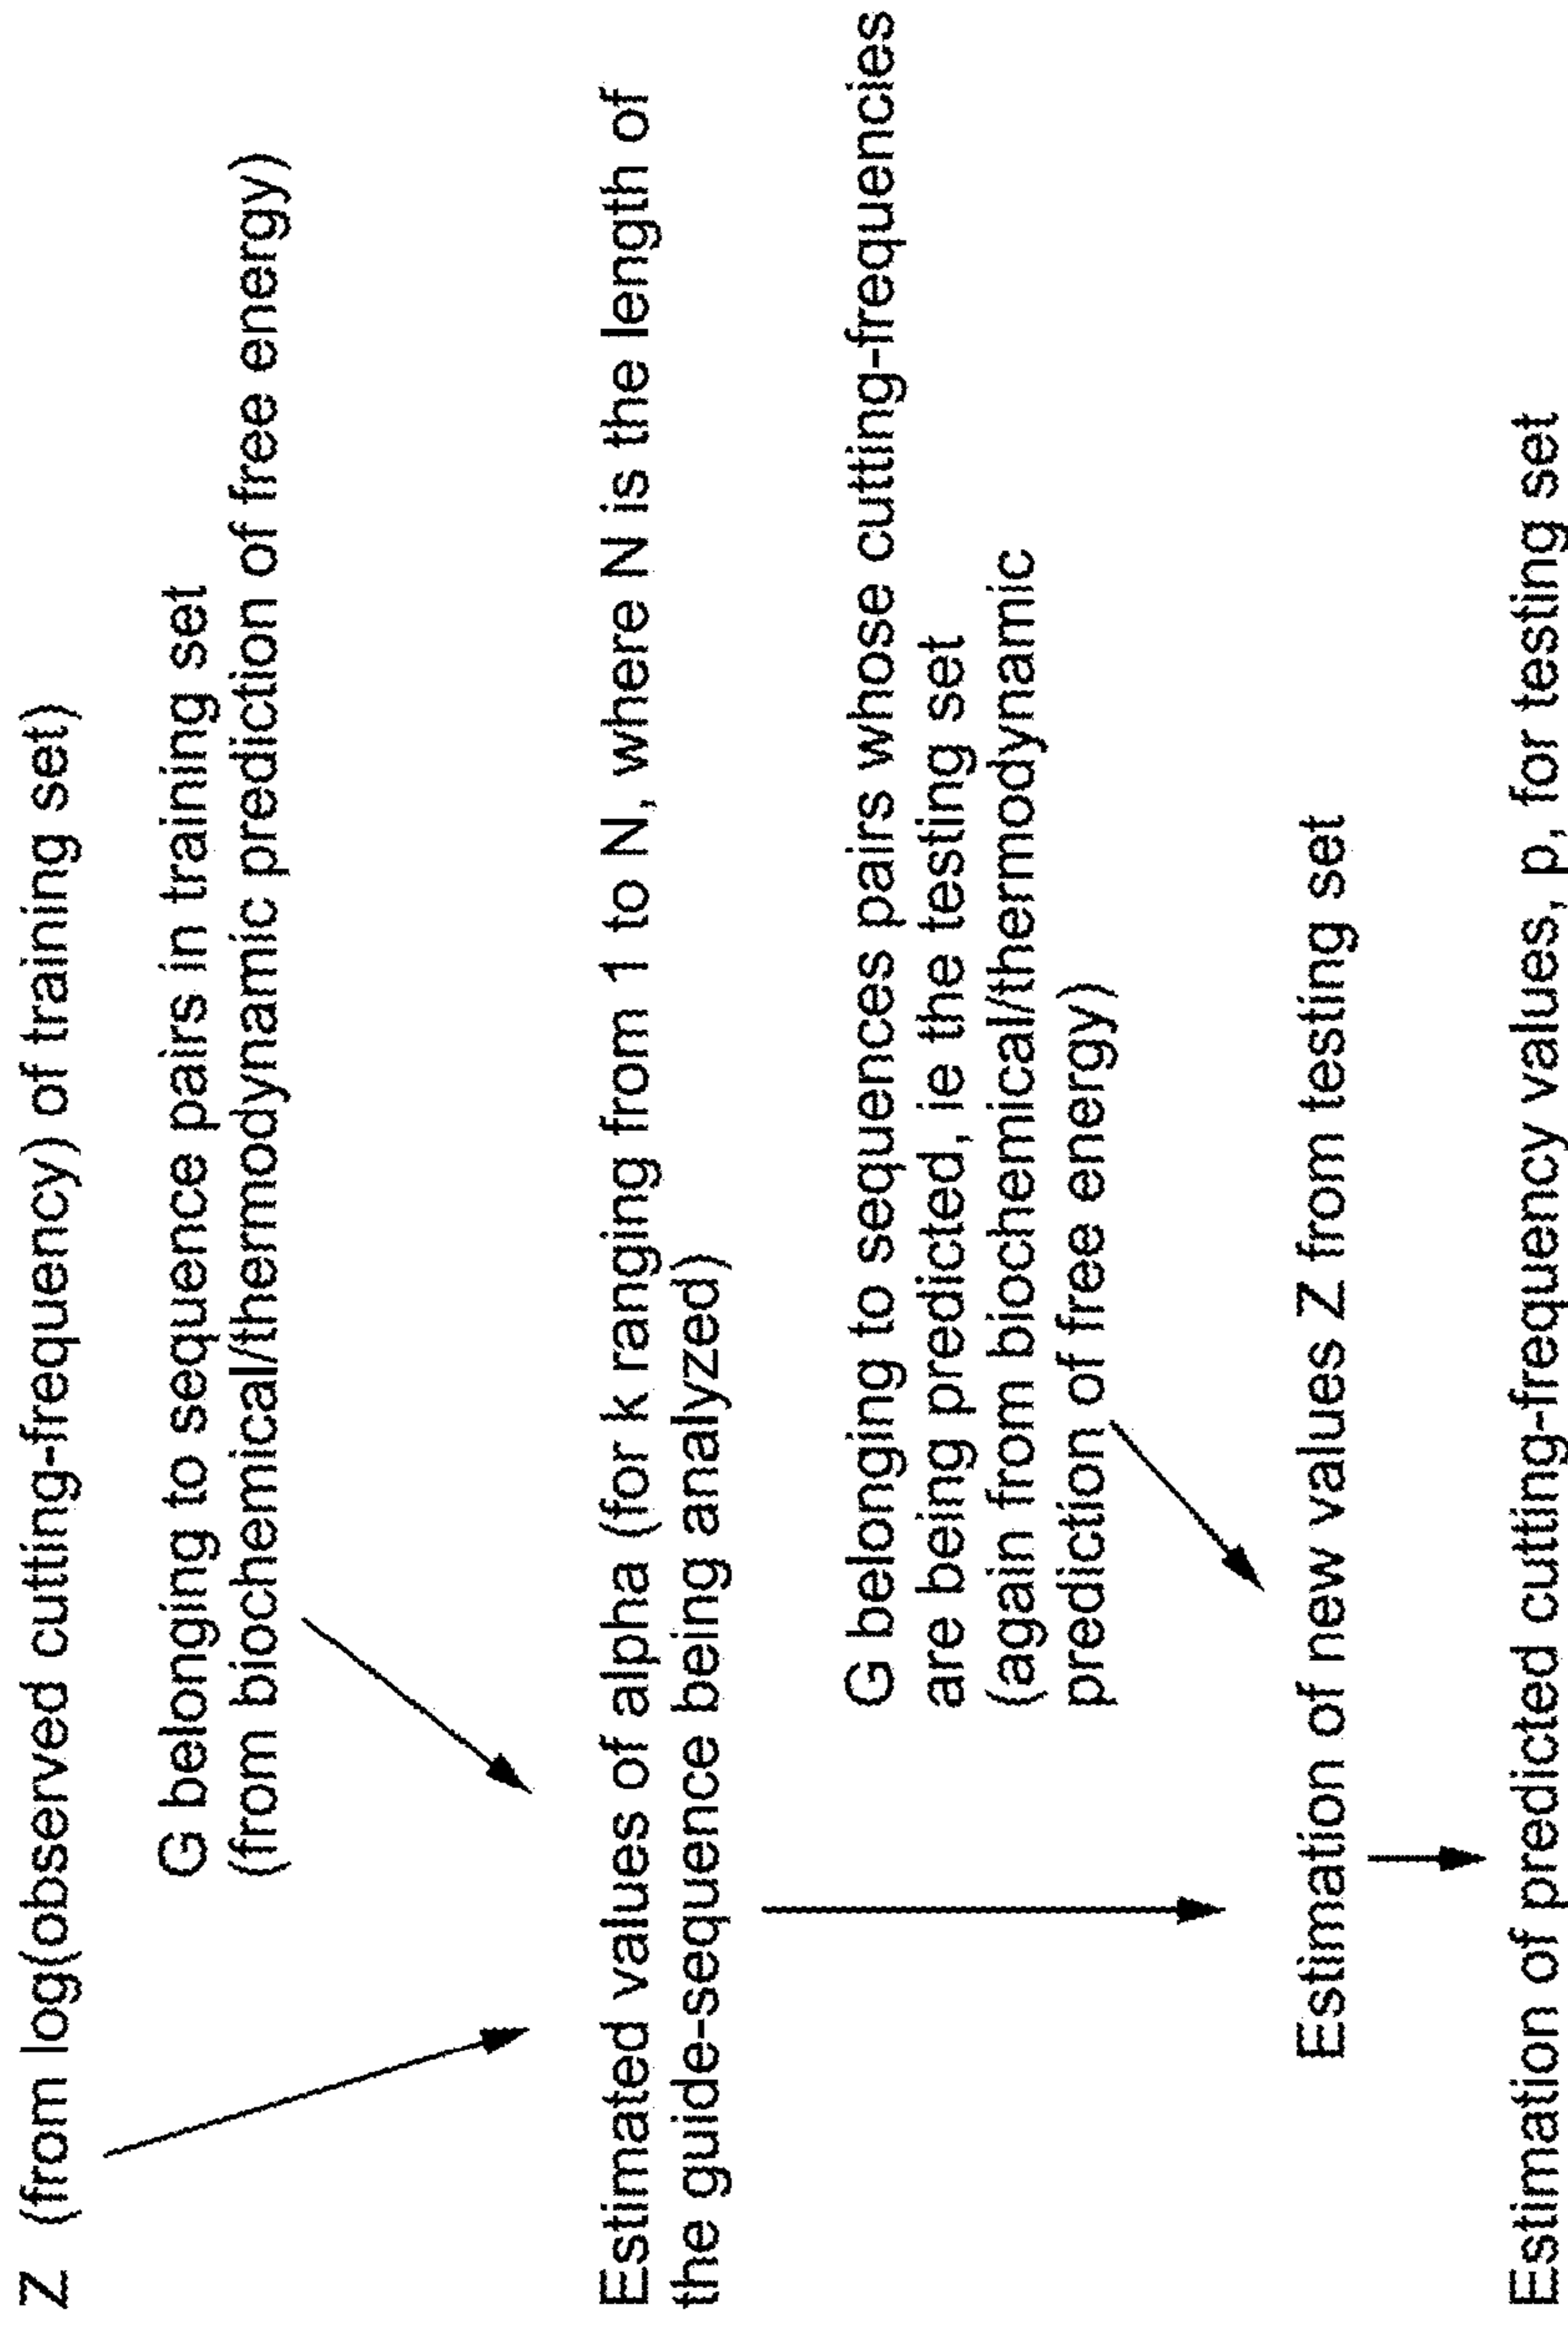 Z (from log(observed cutting-frequency) of training set)
G belonging to sequence pairs in training set
(from biochemical/thermodynamic prediction of free energy)
Estimated values of alpha (for k ranging from 1 to N, where N is the length of
the guide-sequence being analyzed)
G belonging to sequences pairs whose cutting-frequencies
are being predicted, ie the testing set
(again from biochemical/thermodynamic
prediction of free energy)
Estimation of new values Z from testing set
Estimation of predicted cutting-frequency values, p, for testing set